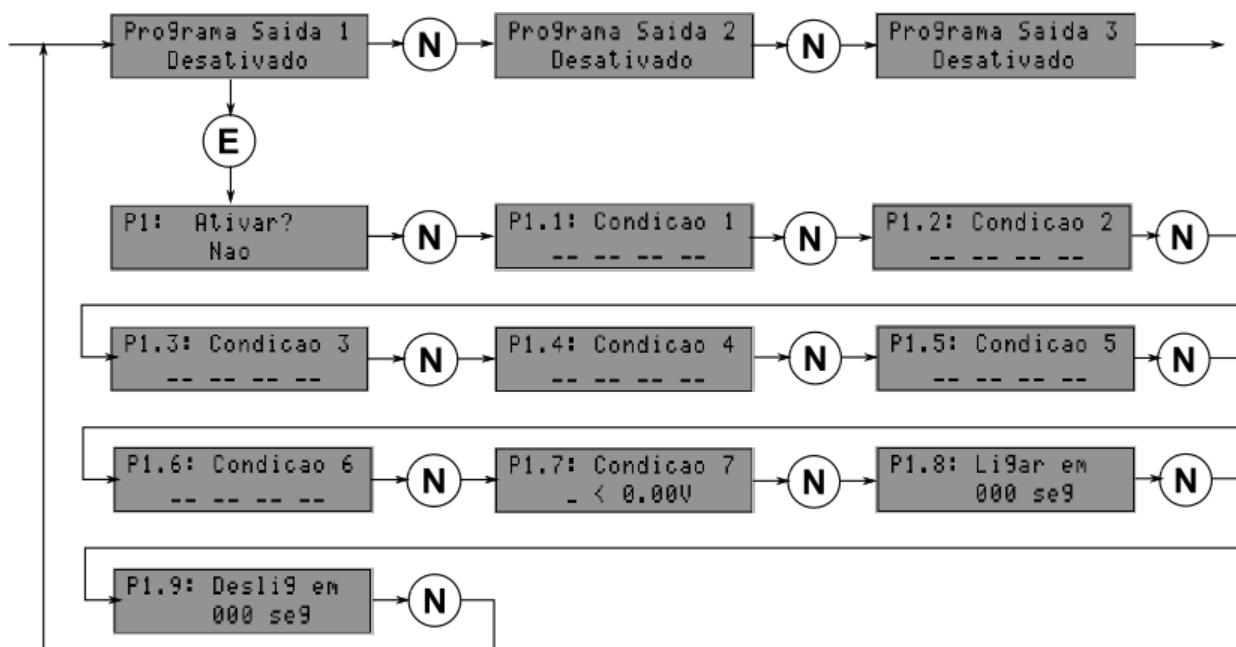 Programa Saida 1
Desativado
N
Programa Saida 2
Desativado
N
Programa Saida 3
Desativado
E
P1: Ativar?
Nao
N
P1.1: Condicao 1
-- -- -- --
N
P1.2: Condicao 2
-- -- -- --
N
P1.3: Condicao 3
-- -- -- --
N
P1.4: Condicao 4
-- -- -- --
N
P1.5: Condicao 5
-- -- -- --
N
P1.6: Condicao 6
-- -- -- --
N
P1.7: Condicao 7
_ < 0.00V
N
P1.8: Ligar em
000 seg
N
P1.9: Deslig em
000 seg
N